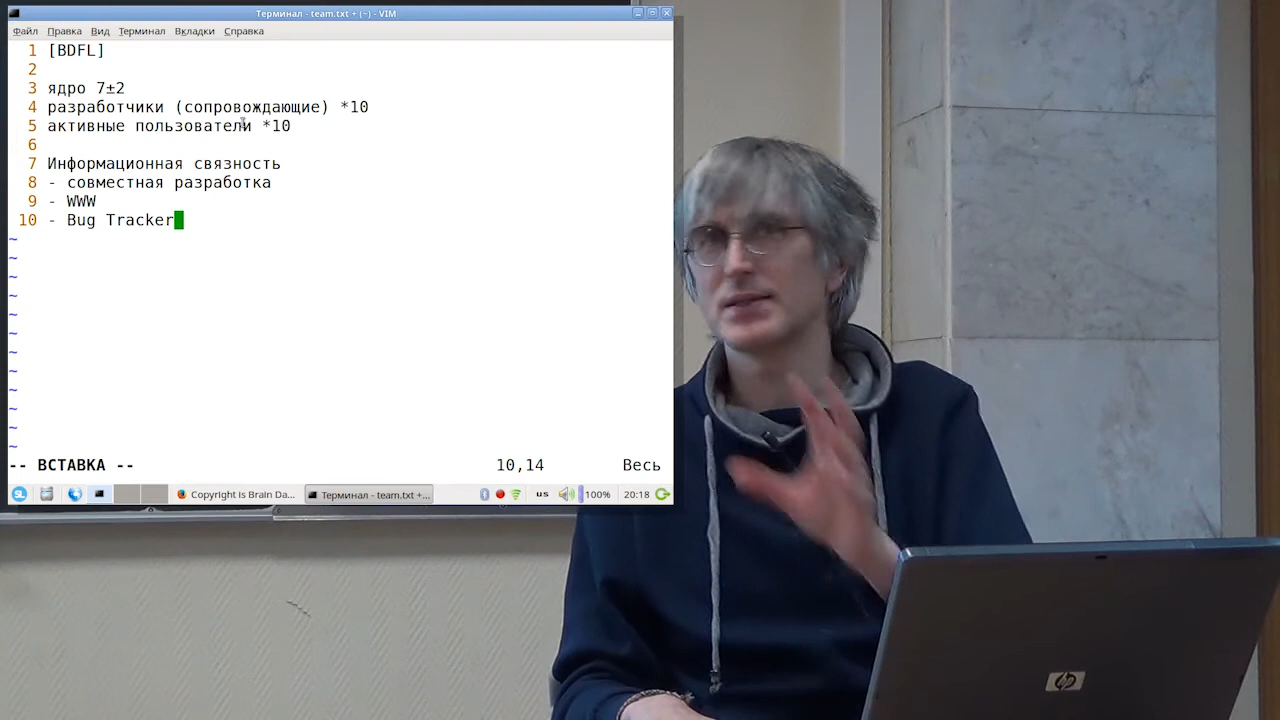 Терминал - team.txt + (~) - VIM
Файл Правка Вид Терминал Вкладки Справка
1 [BDFL]
2
3 ядро 7±2
4 разработчики (сопровождающие) *10
5 активные пользователи *10
6
7 Информационная связность
8 - совместная разработка
9 - WWW
10 - Bug Tracker
~
~
~
~
~
~
~
~
~
~
~
~
-- ВСТАВКА -- 10,14 Весь
SL Copyright is Brain Da... Терминал - team.txt +... us 100% 20:18
hp